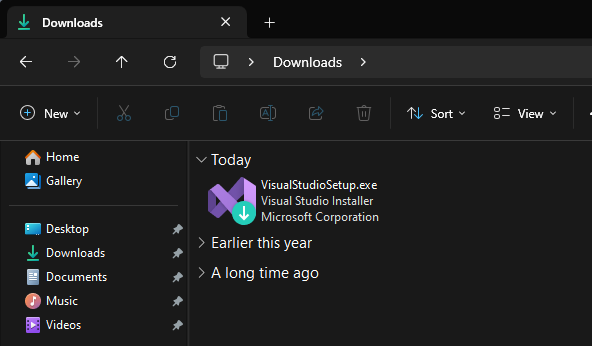 Downloads
Downloads
New
Sort
View
Home
Gallery
Desktop
Downloads
Documents
Music
Videos
Today
VisualStudioSetup.exe
Visual Studio Installer
Microsoft Corporation
Earlier this year
A long time ago